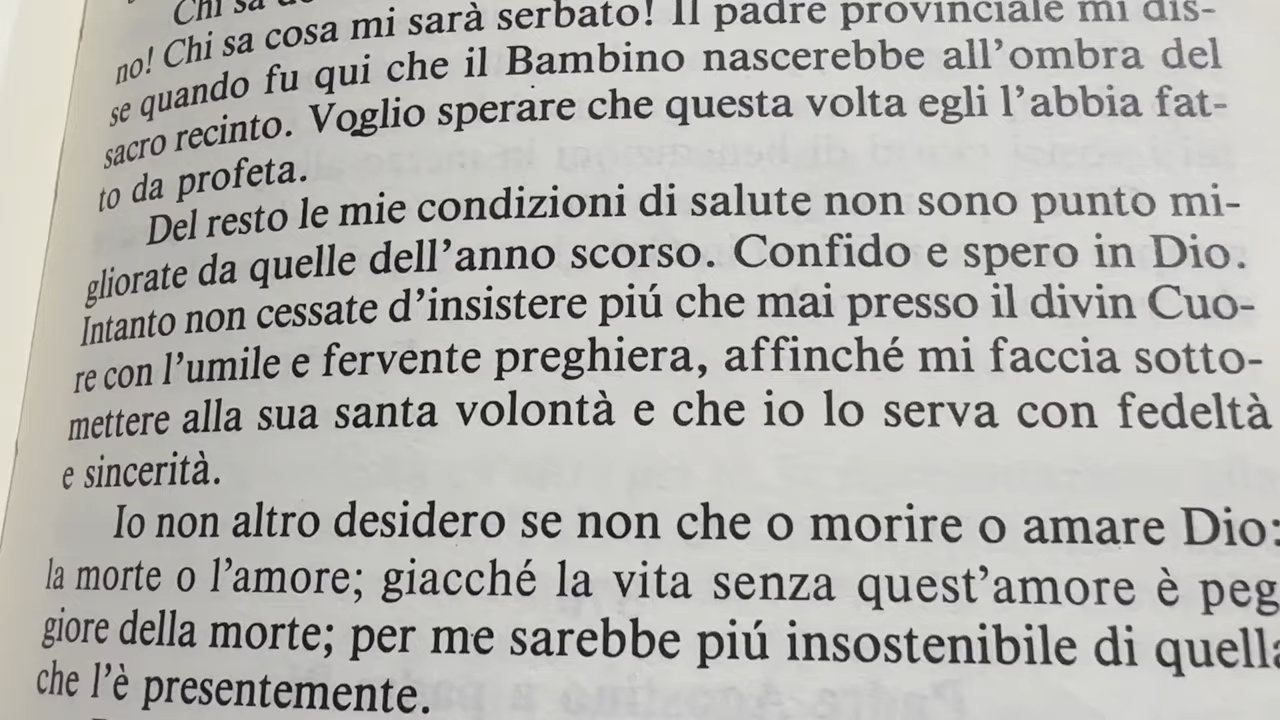 Chi sa
no! Chi sa cosa mi sarà serbato! Il padre provinciale mi dis-
se quando fu qui che il Bambino nascerebbe all'ombra del
sacro recinto. Voglio sperare che questa volta egli l'abbia fat-
to da profeta.
Del resto le mie condizioni di salute non sono punto mi-
gliorate da quelle dell'anno scorso. Confido e spero in Dio.
Intanto non cessate d'insistere piú che mai presso il divin Cuo-
re con l'umile e fervente preghiera, affinché mi faccia sotto-
mettere alla sua santa volontà e che io lo serva con fedeltà
e sincerità.
Io non altro desidero se non che o morire o amare Dio:
la morte o l'amore; giacché la vita senza quest'amore è peg
giore della morte; per me sarebbe piú insostenibile di quella
che l'è presentemente.